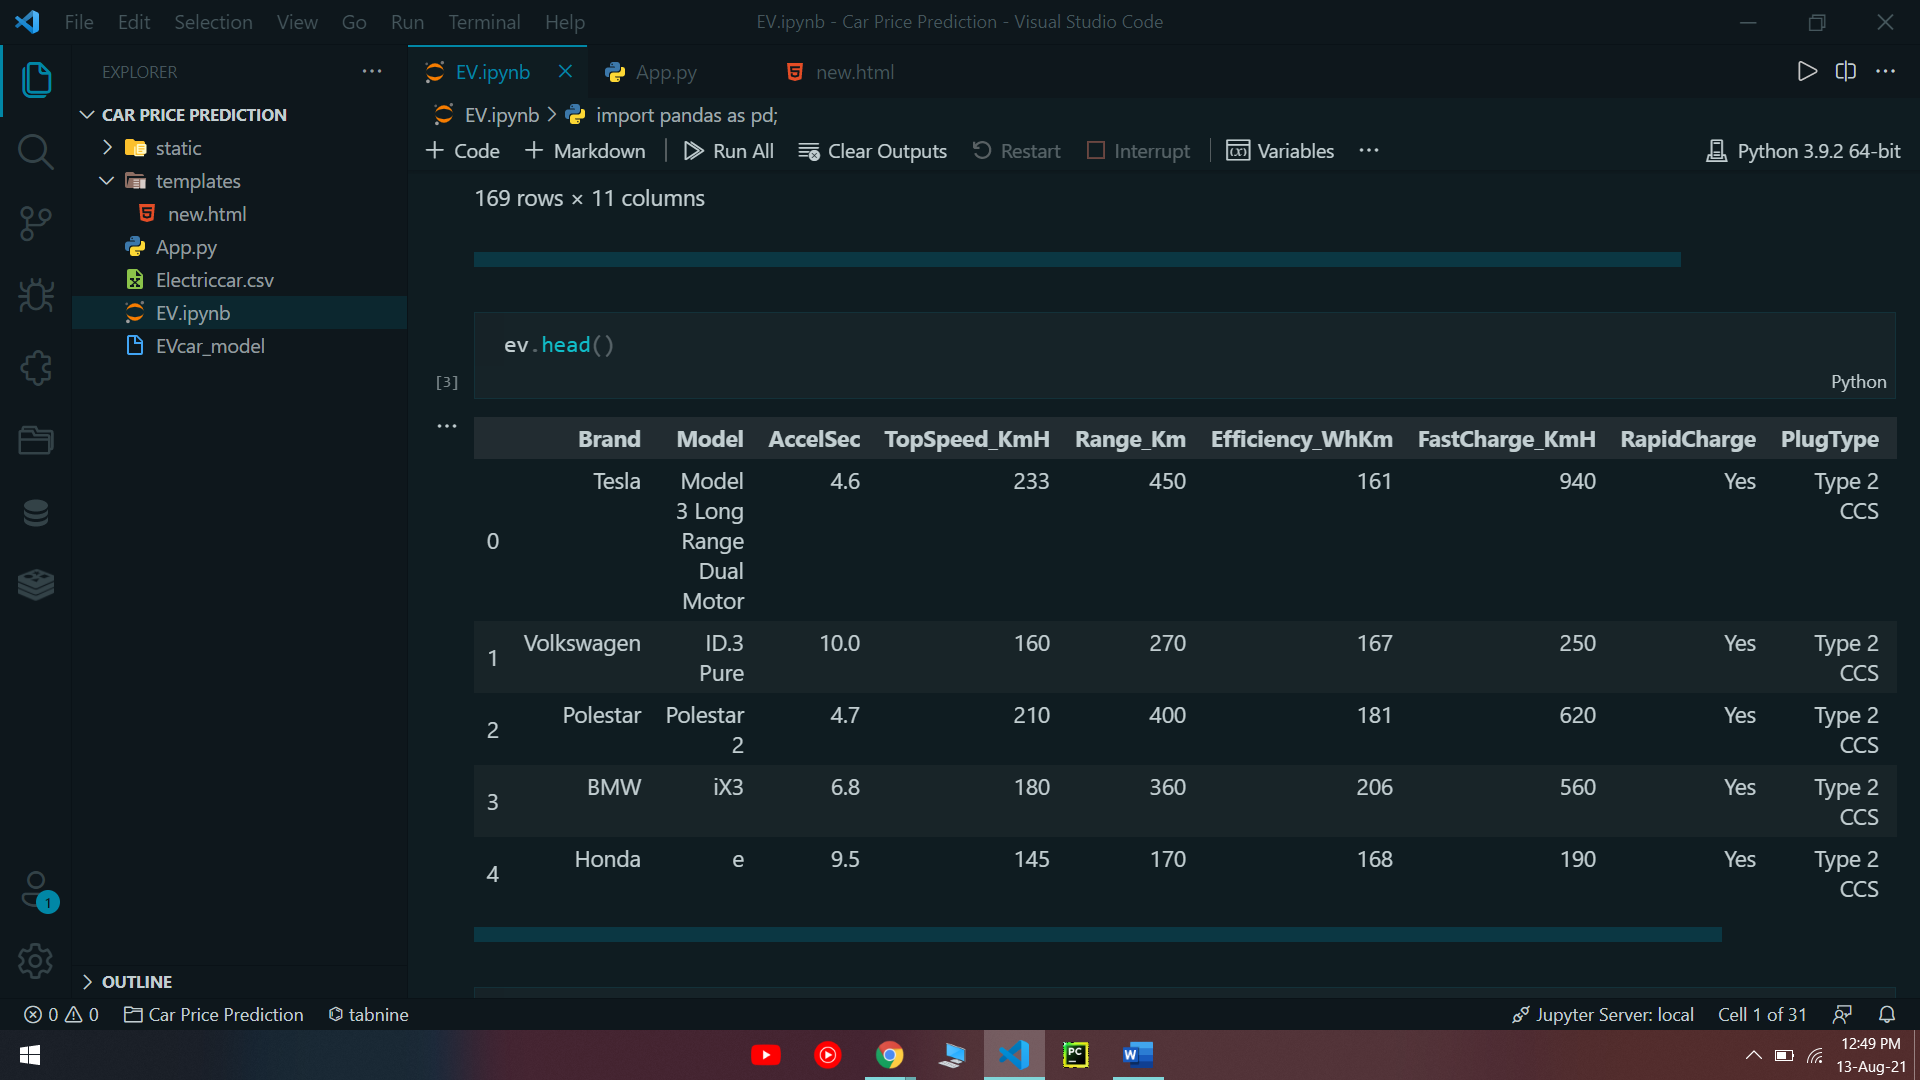 File Edit Selection View Go Run Terminal Help EV.ipynb - Car Price Prediction - Visual Studio Code
EXPLORER
EV.ipynb App.py new.html
CAR PRICE PREDICTION
static
templates
new.html
App.py
Electriccar.csv
EV.ipynb
EVcar_model
OUTLINE
EV.ipynb > import pandas as pd;
+ Code + Markdown Run All Clear Outputs Restart Interrupt Variables ... Python 3.9.2 64-bit
169 rows × 11 columns
ev.head()
[3]
Python
...
Brand Model AccelSec TopSpeed_KmH Range_Km Efficiency_WhKm FastCharge_KmH RapidCharge PlugType
0 Tesla Model 4.6 233 450 161 940 Yes Type 2
3 Long CCS
Range
Dual
Motor
1 Volkswagen ID.3 10.0 160 270 167 250 Yes Type 2
Pure CCS
2 Polestar Polestar 4.7 210 400 181 620 Yes Type 2
2 CCS
3 BMW iX3 6.8 180 360 206 560 Yes Type 2
CCS
4 Honda e 9.5 145 170 168 190 Yes Type 2
CCS
1
0 0 Car Price Prediction tabnine Jupyter Server: local Cell 1 of 31
PC W
12:49 PM
13-Aug-21